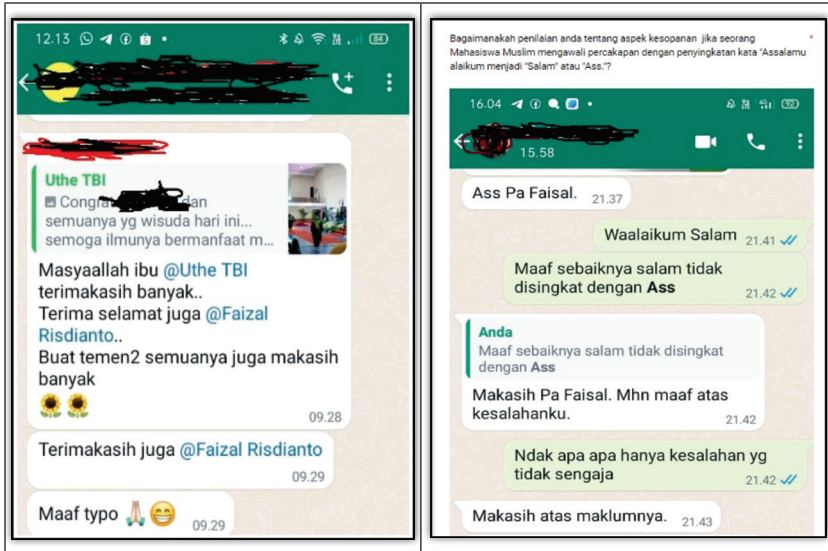 12.13
84
Uthe TBI
dan
semuanya yg wisuda hari ini...
semoga ilmunya bermanfaat m...
Masyaallah ibu @Uthe TBI
terimakasih banyak..
Terima selamat juga @Faizal
Risdianto..
Buat temen2 semuanya juga makasih
banyak
09.28
Terimakasih juga @Faizal Risdianto
09.29
Maaf typo
09.29
Bagaimanakah penilaian anda tentang aspek kesopanan jika seorang *
Mahasiswa Muslim mengawali percakapan dengan penyingkatan kata "Assalamu
alaikum menjadi "Salam" atau "Ass."?
16.04
92
15.58
Ass Pa Faisal. 21.37
Waalaikum Salam 21.41
Maaf sebaiknya salam tidak
disingkat dengan Ass 21.42
Anda
Maaf sebaiknya salam tidak disingkat
dengan Ass
Makasih Pa Faisal. Mhn maaf atas
kesalahanku. 21.42
Ndak apa apa hanya kesalahan yg
tidak sengaja 21.42
Makasih atas maklumnya. 21.43